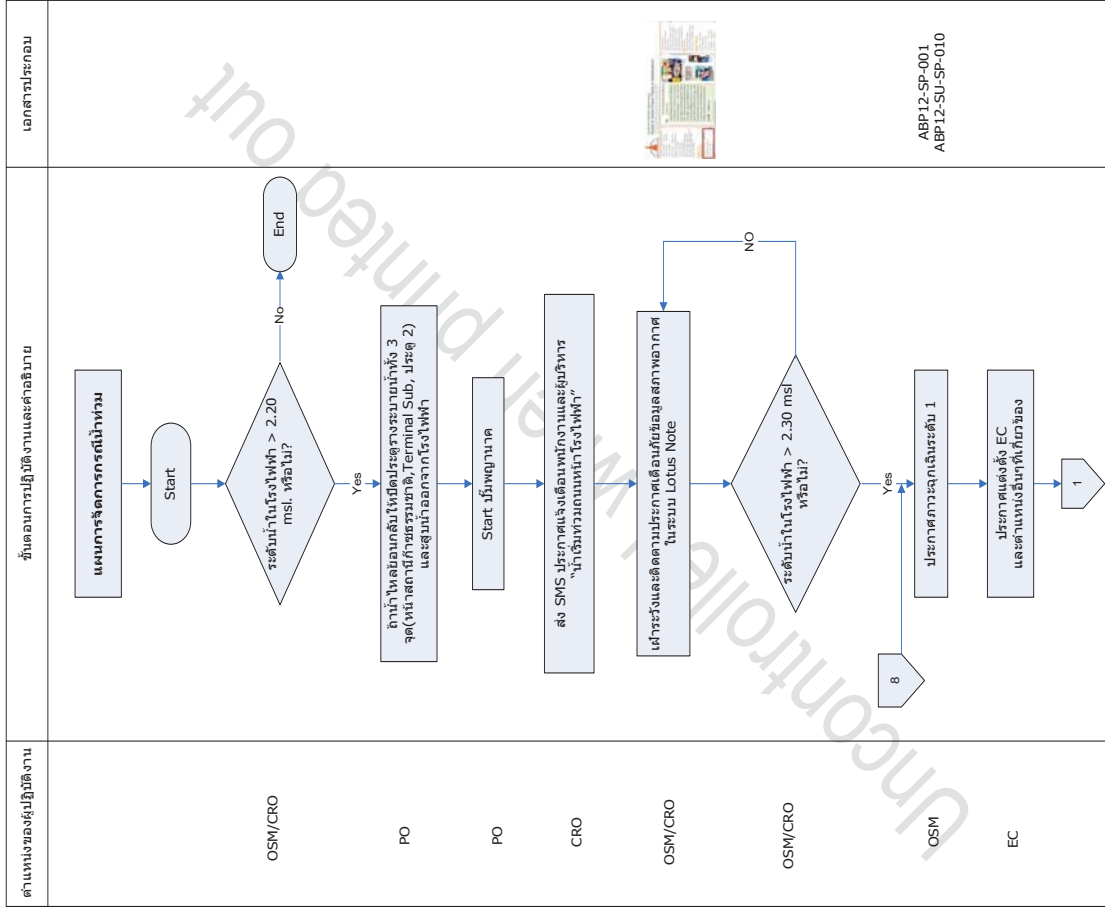 ตำแหน่งของผู้ปฏิบัติงาน
ขั้นตอนการปฏิบัติงานและคำอธิบาย
เอกสารประกอบ
แผนการจัดการกรณีน้ำท่วม
Start
OSM/CRO
ระดับน้ำในโรงไฟฟ้า > 2.20
msl. หรือไม่?
No
End
Yes
PO
ถ้าน้ำไหลย้อนกลับให้ปิดประตูรางระบายน้ำทั้ง 3
จุด(หน้าสถานีก๊าซธรรมชาติ,Terminal Sub, ประตู 2)
และสูบน้ำออกจากโรงไฟฟ้า
PO
Start ปั๊มพญานาค
CRO
ส่ง SMS ประกาศแจ้งเตือนพนักงานและผู้บริหาร
“น้ำเริ่มท่วมถนนหน้าโรงไฟฟ้า”
OSM/CRO
เฝ้าระวังและติดตามประกาศเตือนภัยข้อมูลสภาพอากาศ
ในระบบ Lotus Note
OSM/CRO
ระดับน้ำในโรงไฟฟ้า > 2.30 msl
หรือไม่?
NO
Yes
8
OSM
ประกาศภาวะฉุกเฉินระดับ 1
ABP12-SP-001
ABP12-SU-SP-010
EC
ประกาศแต่งตั้ง EC
และตำแหน่งอื่นๆที่เกี่ยวข้อง
1
Uncontrolled when printed out